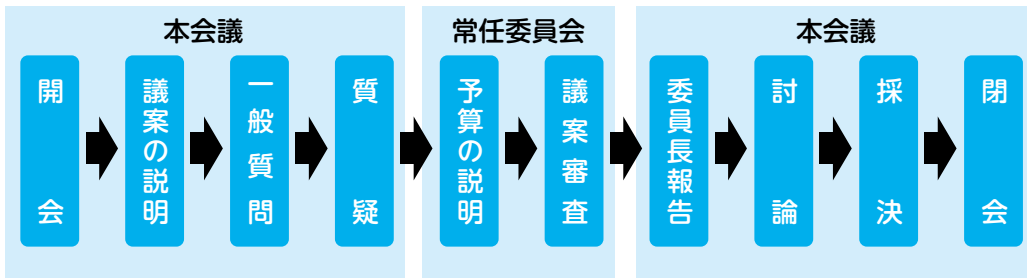 本会議
開会
議案の説明
一般質問
質疑
常任委員会
予算の説明
議案審査
本会議
委員長報告
討論
採決
閉会